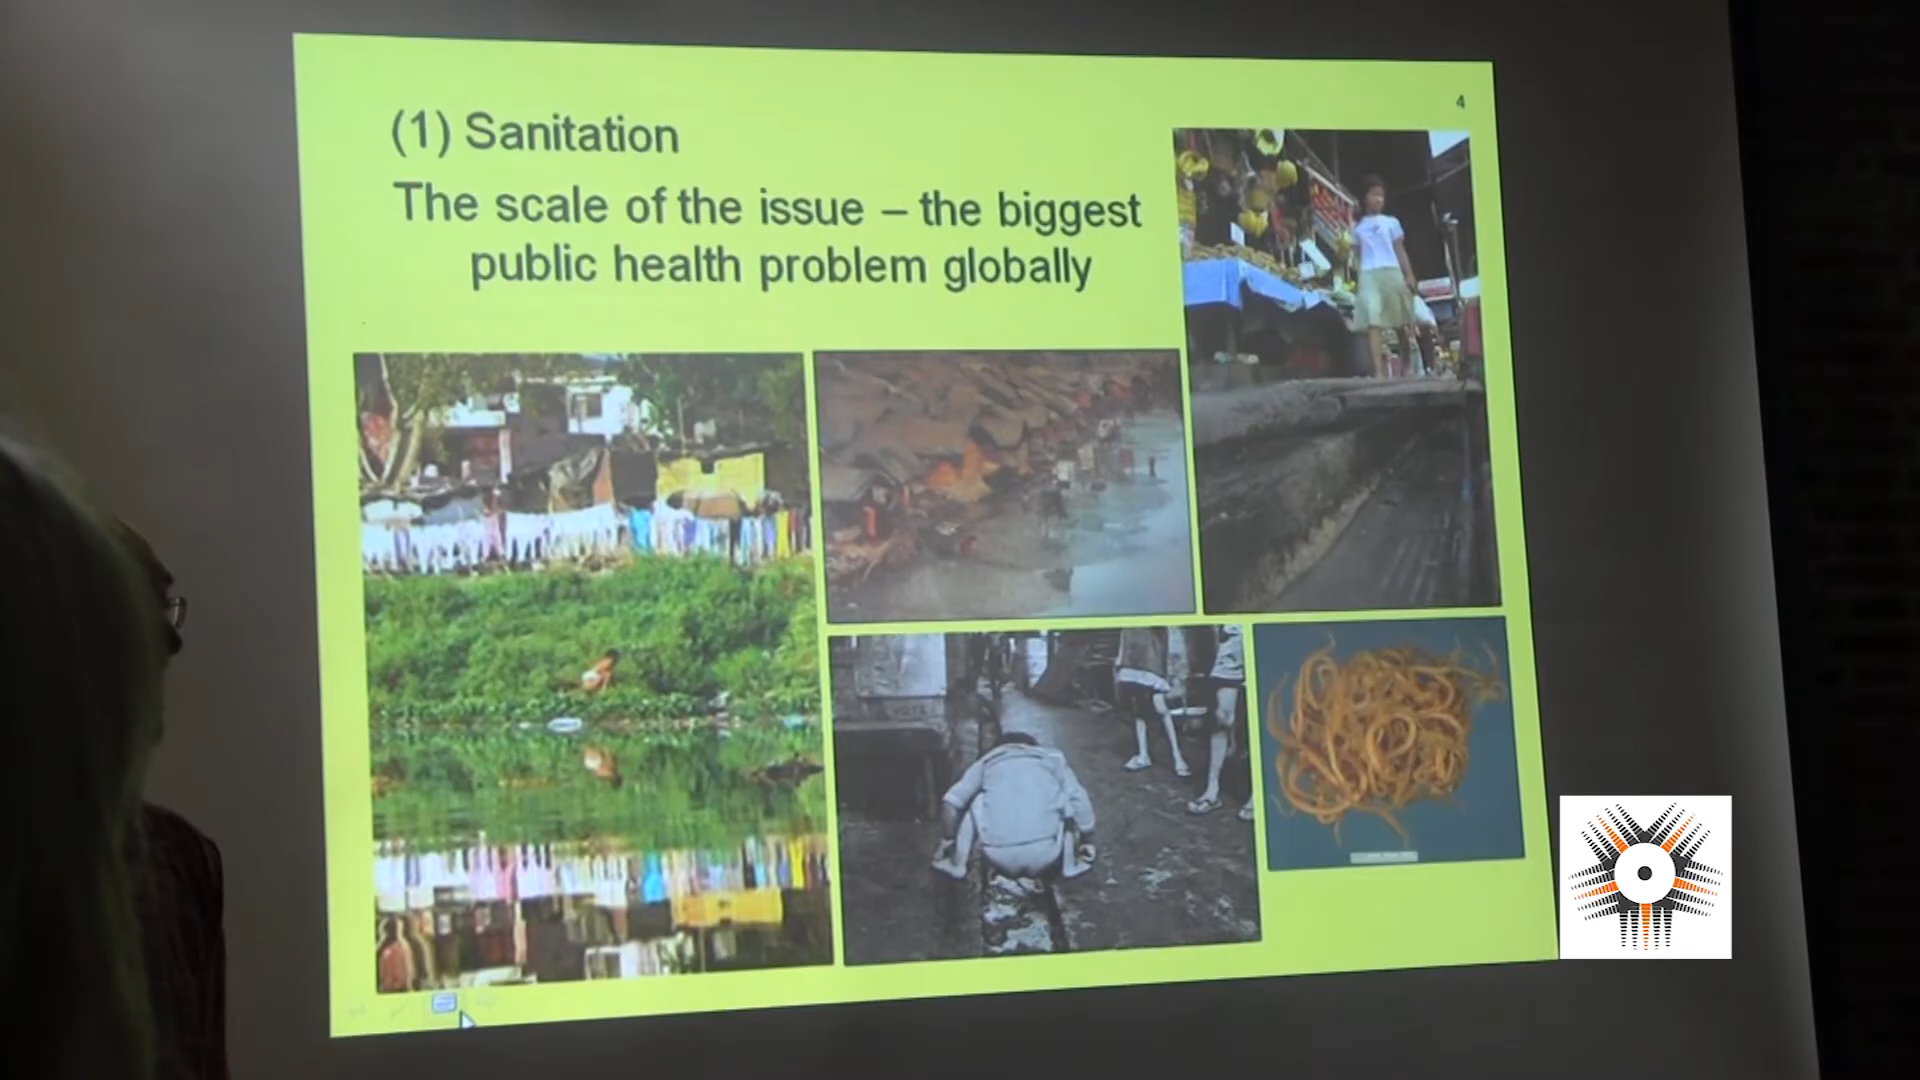 4
(1) Sanitation
The scale of the issue – the biggest
public health problem globally